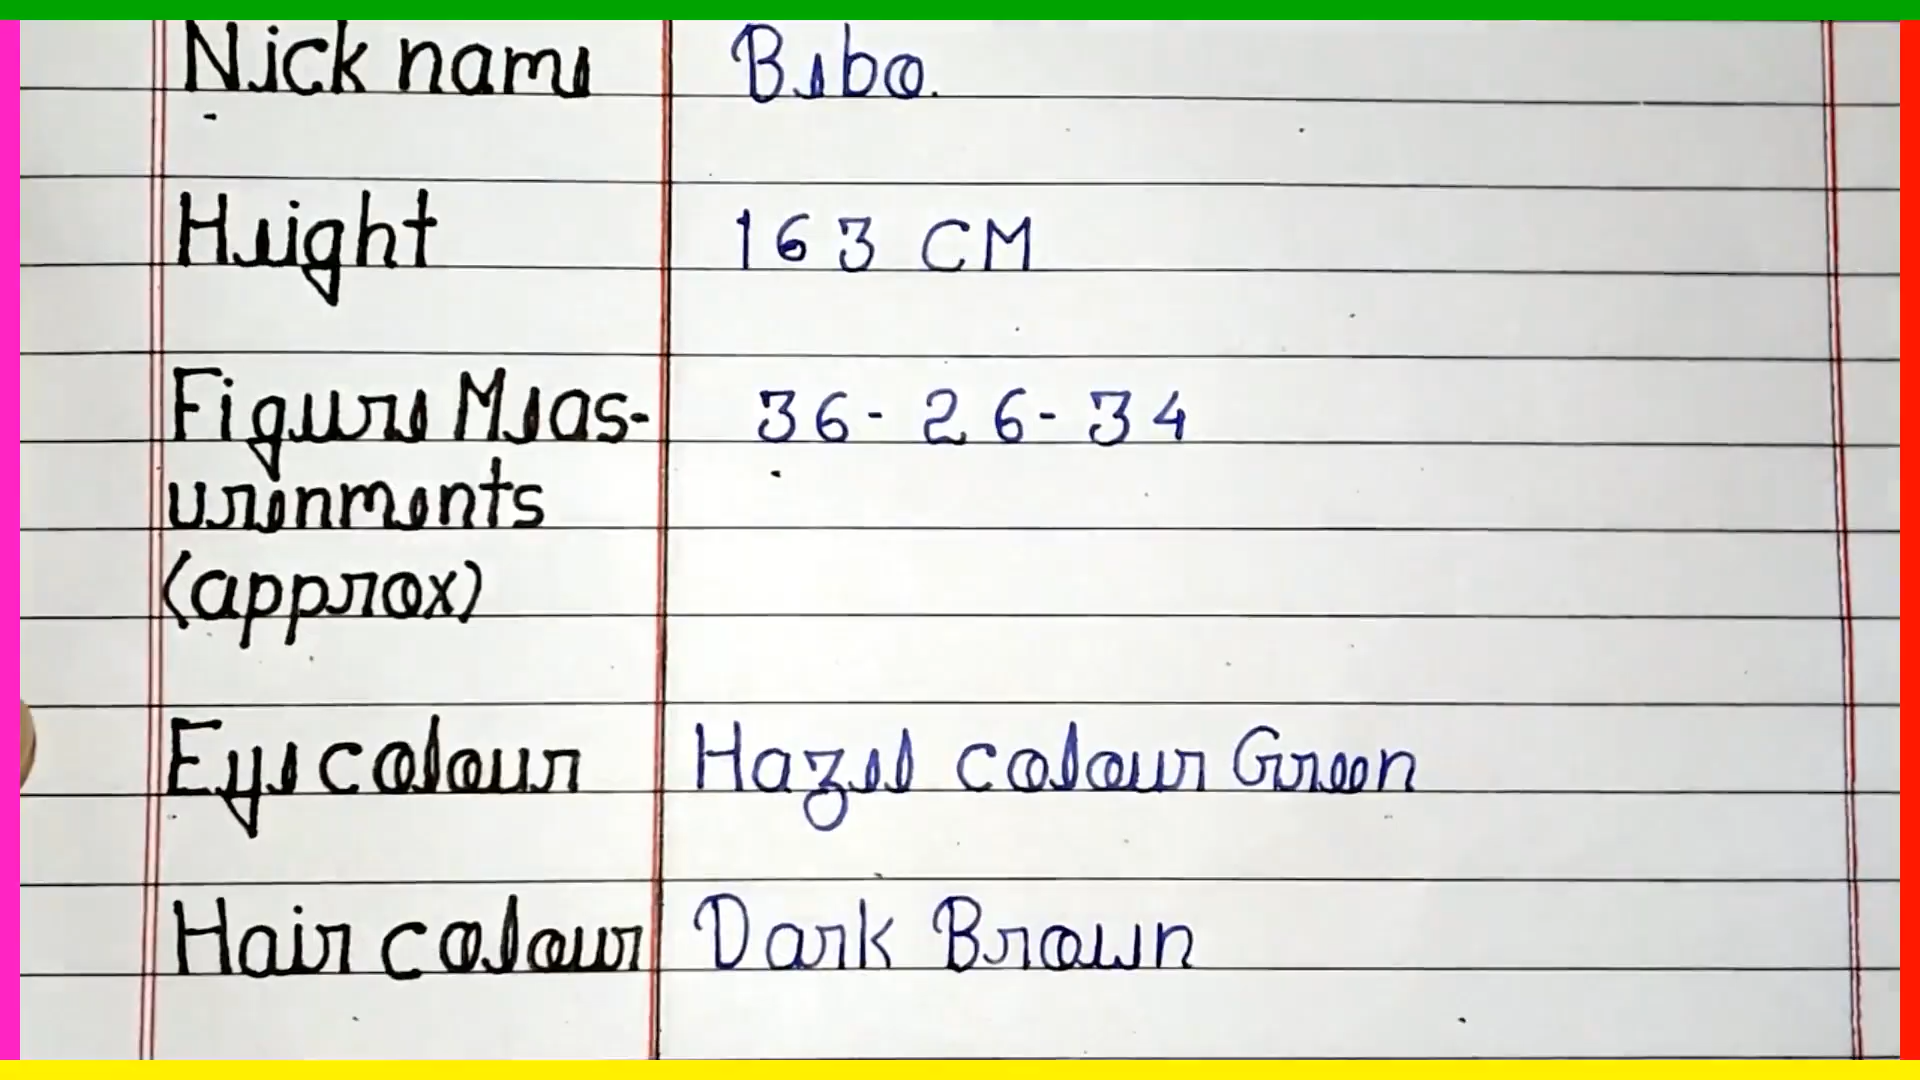 Nick name Bebo.
Height 163 CM
Figure Meas- 36-26-34
urenments
(approx)
Eye colour Hazel colour Green
Hair colour Dark Brown